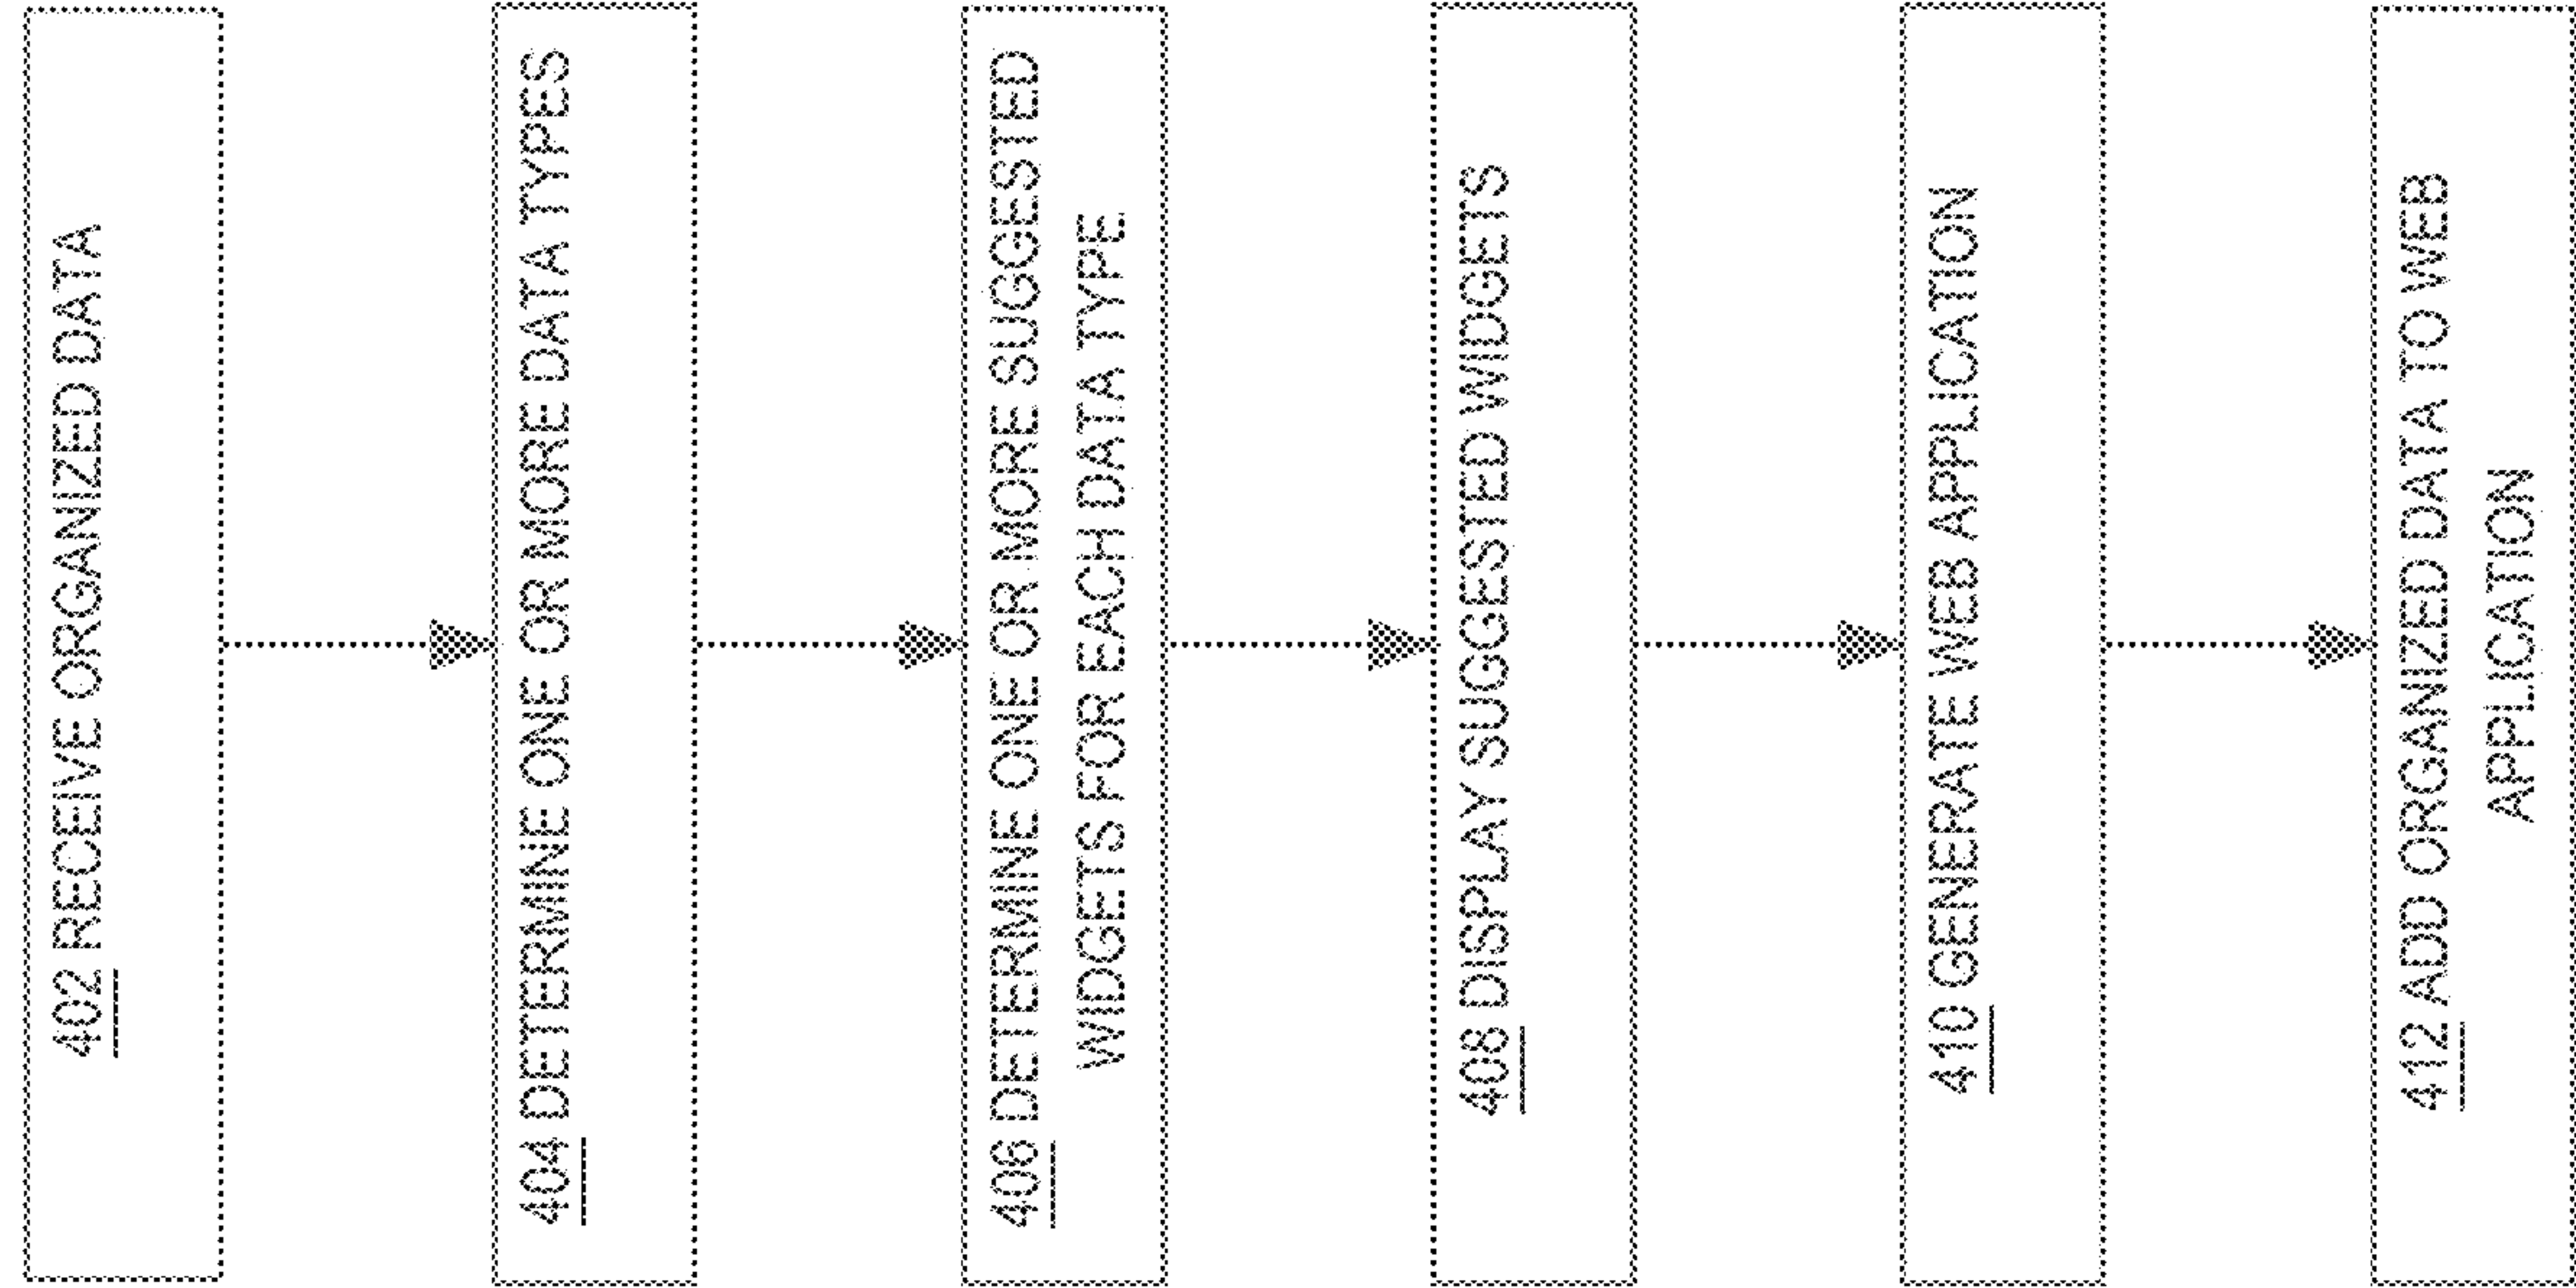 402 RECEIVE ORGANIZED DATA
404 DETERMINE ONE OR MORE DATA TYPES
406 DETERMINE ONE OR MORE SUGGESTED
WIDGETS FOR EACH DATA TYPE
408 DISPLAY SUGGESTED WIDGETS
410 GENERATE WEB APPLICATION
412 ADD ORGANIZED DATA TO WEB
APPLICATION